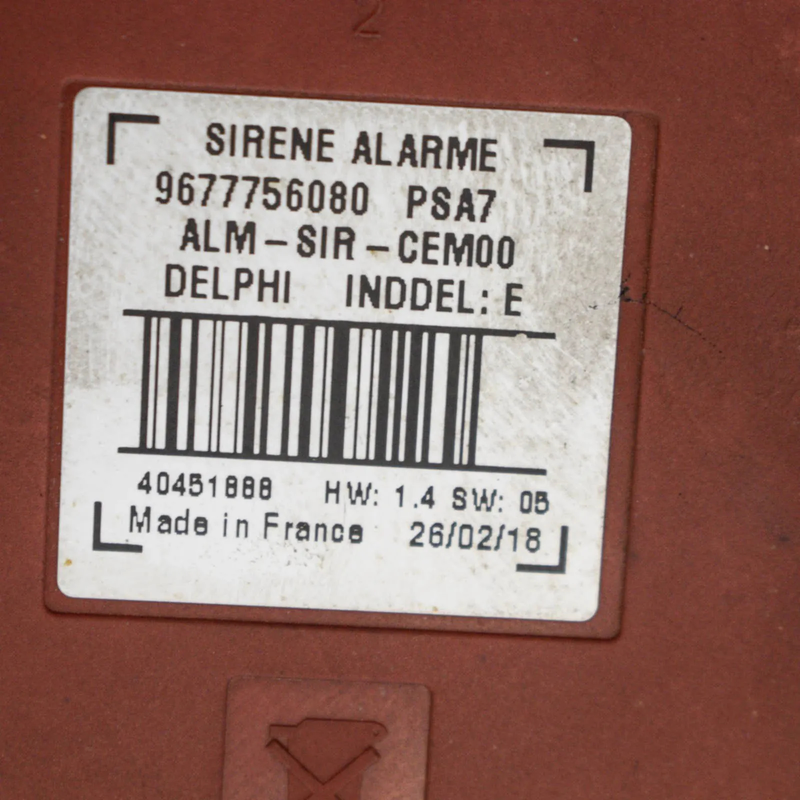 2
SIRENE ALARME
9677756080 PSA7
ALM-SIR-CEM00
DELPHI INDDEL: E
40451888 HW: 1.4 SW: 05
Made in France 26/02/18